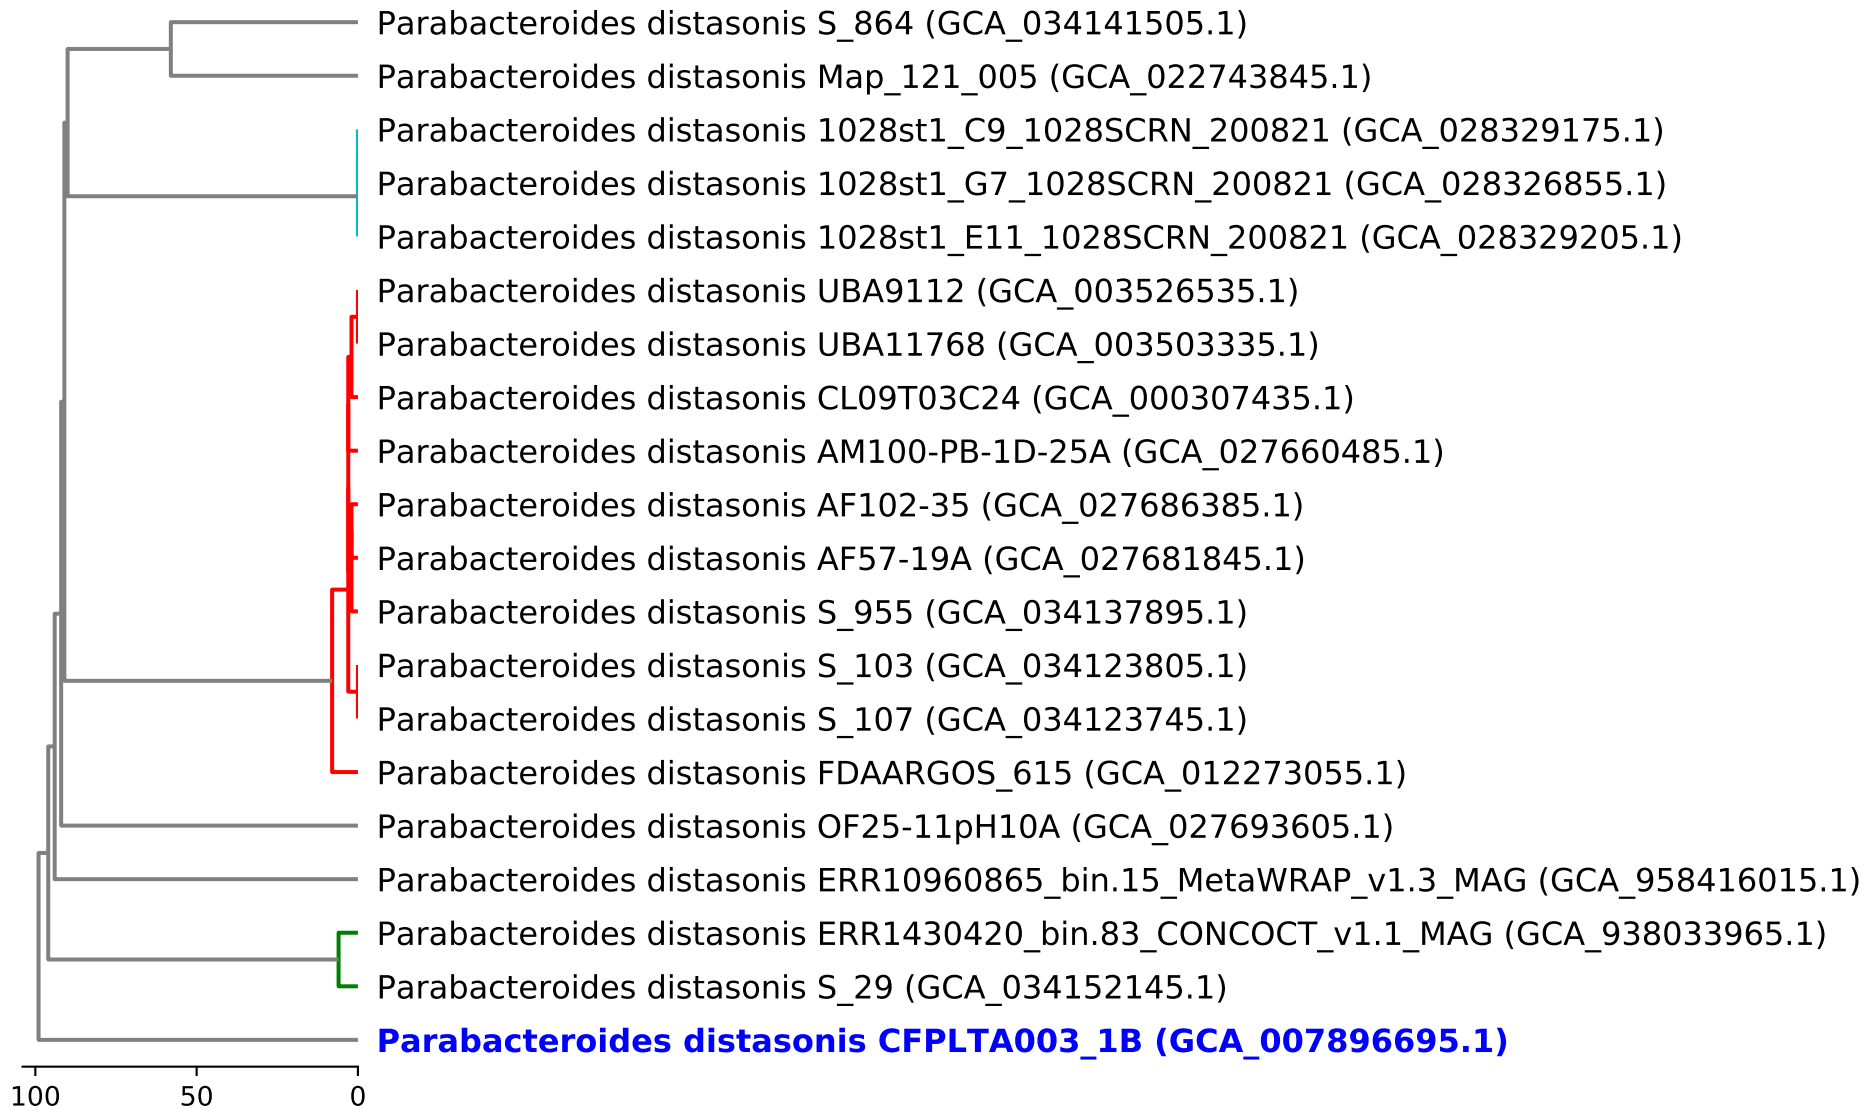 Parabacteroides distasonis S_864 (GCA_034141505.1)
Parabacteroides distasonis Map_121_005 (GCA_022743845.1)
Parabacteroides distasonis 1028st1_C9_1028SCRN_200821 (GCA_028329175.1)
Parabacteroides distasonis 1028st1_G7_1028SCRN_200821 (GCA_028326855.1)
Parabacteroides distasonis 1028st1_E11_1028SCRN_200821 (GCA_028329205.1)
Parabacteroides distasonis UBA9112 (GCA_003526535.1)
Parabacteroides distasonis UBA11768 (GCA_003503335.1)
Parabacteroides distasonis CL09T03C24 (GCA_000307435.1)
Parabacteroides distasonis AM100-PB-1D-25A (GCA_027660485.1)
Parabacteroides distasonis AF102-35 (GCA_027686385.1)
Parabacteroides distasonis AF57-19A (GCA_027681845.1)
Parabacteroides distasonis S_955 (GCA_034137895.1)
Parabacteroides distasonis S_103 (GCA_034123805.1)
Parabacteroides distasonis S_107 (GCA_034123745.1)
Parabacteroides distasonis FDAARGOS_615 (GCA_012273055.1)
Parabacteroides distasonis OF25-11pH10A (GCA_027693605.1)
Parabacteroides distasonis ERR10960865_bin.15_MetaWRAP_v1.3_MAG (GCA_958416015.1)
Parabacteroides distasonis ERR1430420_bin.83_CONCOCT_v1.1_MAG (GCA_938033965.1)
Parabacteroides distasonis S_29 (GCA_034152145.1)
Parabacteroides distasonis CFPLTA003_1B (GCA_007896695.1)
100 50 0